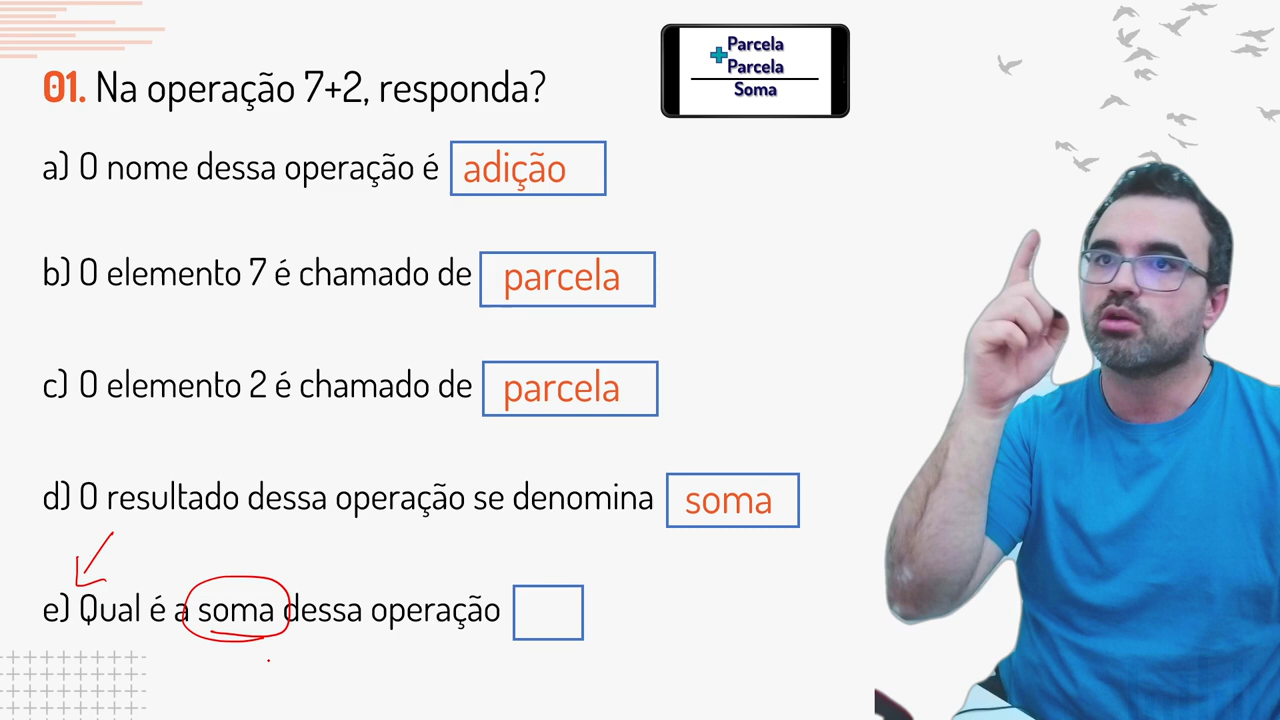 01. Na operação 7+2, responda?
+Parcela
Parcela
Soma
a) O nome dessa operação é adição
b) O elemento 7 é chamado de parcela
c) O elemento 2 é chamado de parcela
d) O resultado dessa operação se denomina soma
e) Qual é a soma dessa operação